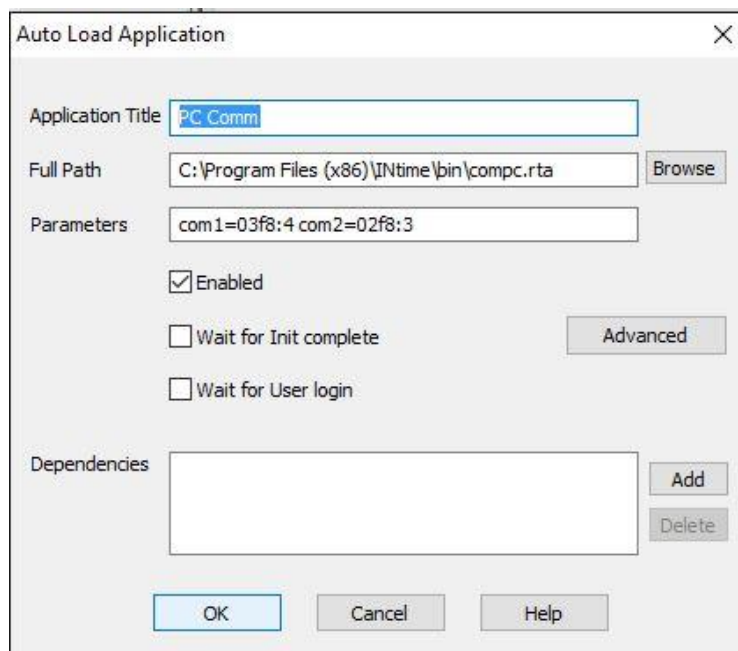 Auto Load Application
Application Title PC Comm
Full Path C:\Program Files (x86)\INtime\bin\compc.rta Browse
Parameters com1=03f8:4 com2=02f8:3
Enabled
Wait for Init complete Advanced
Wait for User login
Dependencies Add
Delete
OK Cancel Help